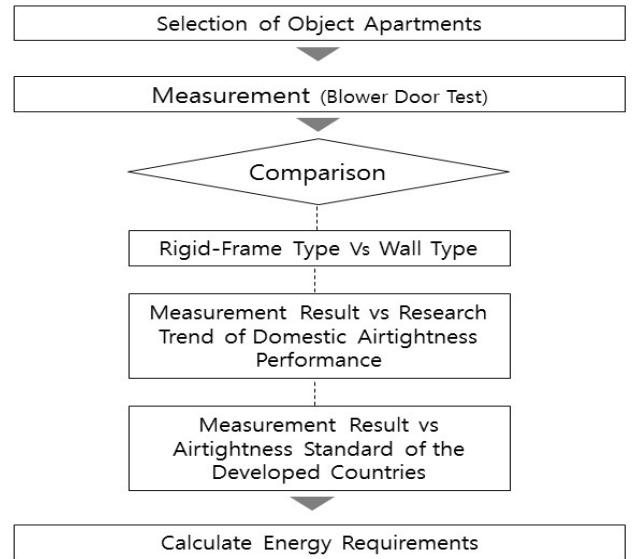 Selection of Object Apartments
Measurement (Blower Door Test)
Comparison
Rigid-Frame Type Vs Wall Type
Measurement Result vs Research
Trend of Domestic Airtightness
Performance
Measurement Result vs
Airtightness Standard of the
Developed Countries
Calculate Energy Requirements